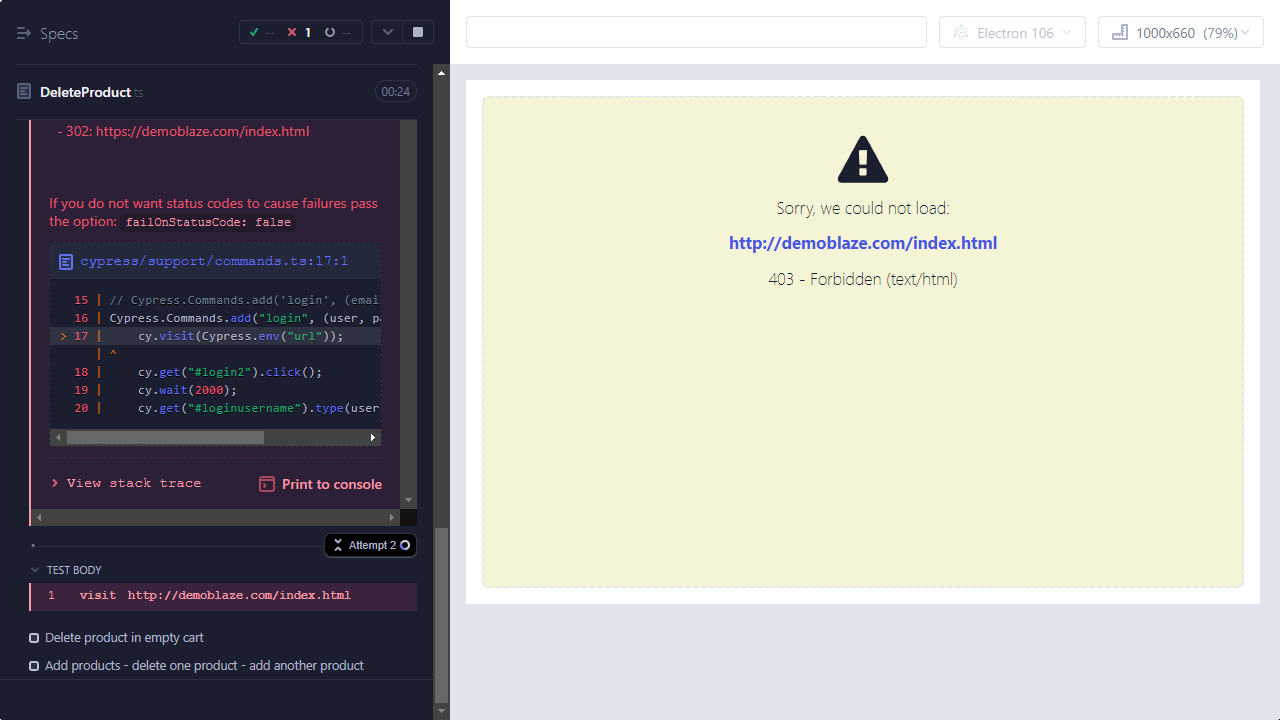 Specs
--
1
--
DeleteProduct.ts
00:24
- 302: https://demoblaze.com/index.html
If you do not want status codes to cause failures pass
the option: failOnStatusCode: false
cypress/support/commands.ts:17:1
15 | // Cypress.Commands.add('login', (emai
16 | Cypress.Commands.add("login", (user, pa
> 17 |     cy.visit(Cypress.env("url"));
| ^
18 |     cy.get("#login2").click();
19 |     cy.wait(2000);
20 |     cy.get("#loginusername").type(user
View stack trace
Print to console
Attempt 2
TEST BODY
1 visit http://demoblaze.com/index.html
Delete product in empty cart
Add products - delete one product - add another product
Electron 106
1000x660 (79%)
Sorry, we could not load:
http://demoblaze.com/index.html
403 - Forbidden (text/html)